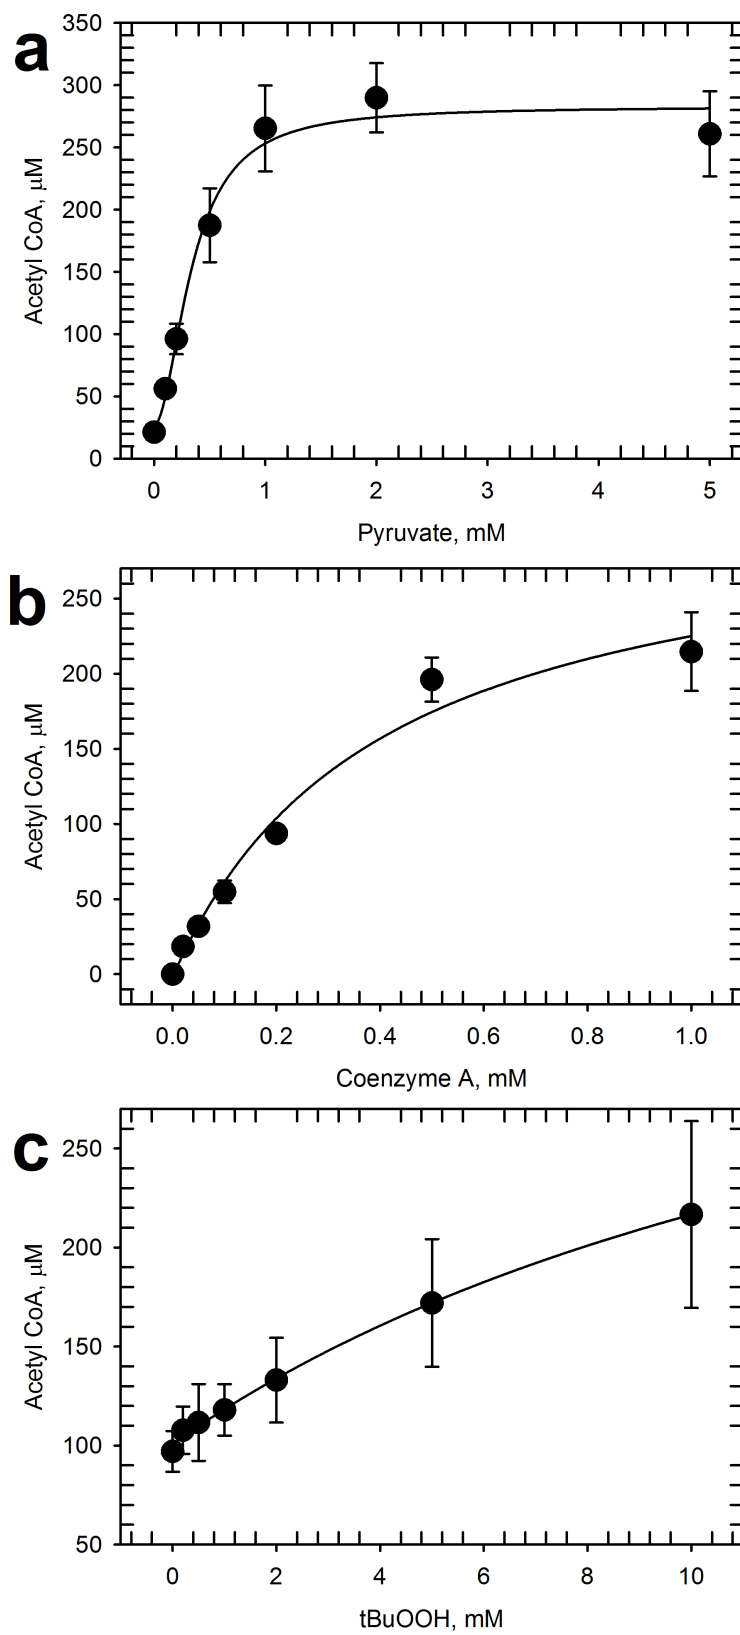 a
350
300
250
200
150
100
50
0
Acetyl CoA, μM
0 1 2 3 4 5
Pyruvate, mM
b
250
200
150
100
50
0
Acetyl CoA, μM
0.0 0.2 0.4 0.6 0.8 1.0
Coenzyme A, mM
c
250
200
150
100
50
Acetyl CoA, μM
0 2 4 6 8 10
tBuOOH, mM